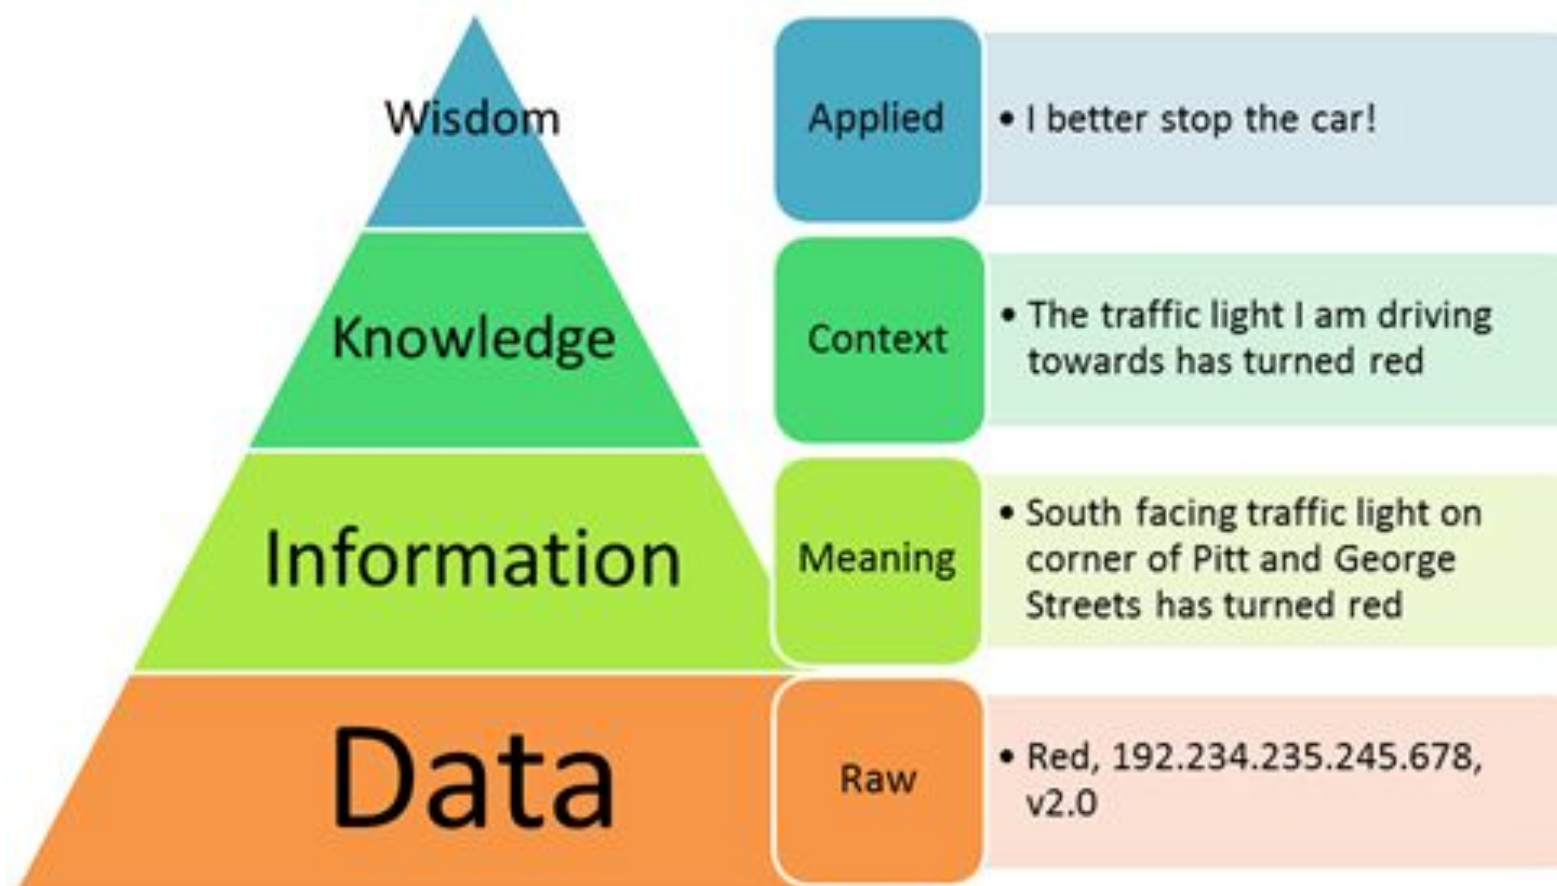 Wisdom
Applied
• I better stop the car!
Knowledge
Context
• The traffic light I am driving
towards has turned red
Information
Meaning
• South facing traffic light on
corner of Pitt and George
Streets has turned red
Data
Raw
• Red, 192.234.235.245.678,
v2.0